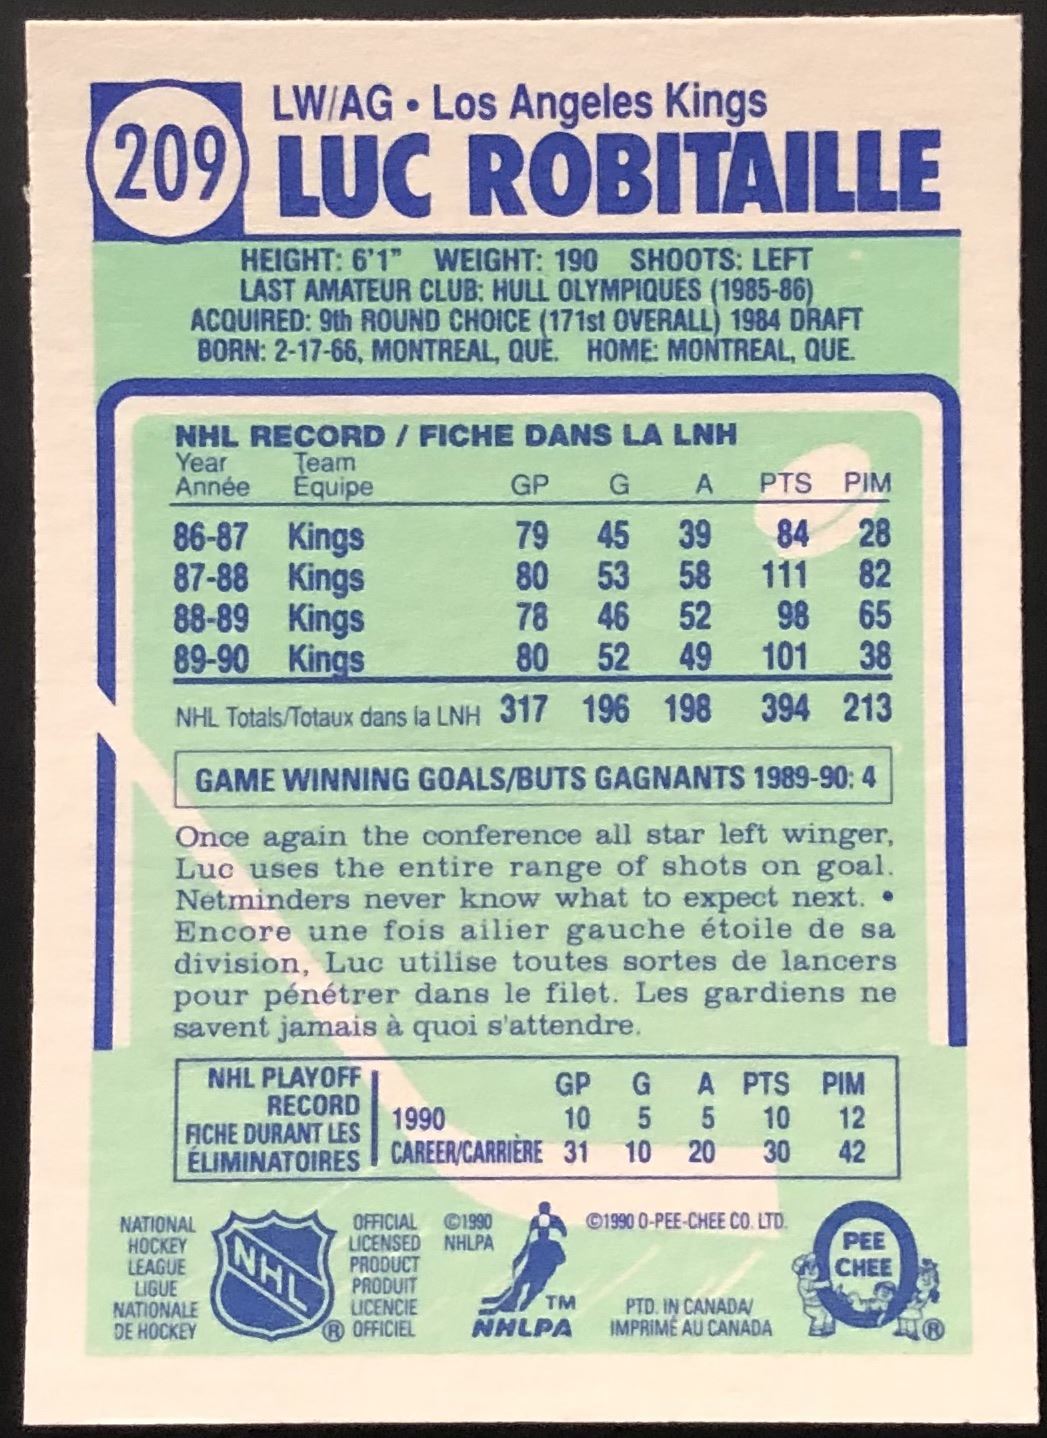 209
LW/AG • Los Angeles Kings
LUC ROBITAILLE
HEIGHT: 6'1" WEIGHT: 190 SHOOTS: LEFT
LAST AMATEUR CLUB: HULL OLYMPIQUES (1985-86)
ACQUIRED: 9th ROUND CHOICE (171st OVERALL) 1984 DRAFT
BORN: 2-17-66, MONTREAL, QUE. HOME: MONTREAL, QUE.
NHL RECORD / FICHE DANS LA LNH
Year Team
Année Équipe GP G A PTS PIM
86-87 Kings 79 45 39 84 28
87-88 Kings 80 53 58 111 82
88-89 Kings 78 46 52 98 65
89-90 Kings 80 52 49 101 38
NHL Totals/Totaux dans la LNH 317 196 198 394 213
GAME WINNING GOALS/BUTS GAGNANTS 1989-90: 4
Once again the conference all star left winger,
Luc uses the entire range of shots on goal.
Netminders never know what to expect next. •
Encore une fois ailier gauche étoile de sa
division, Luc utilise toutes sortes de lancers
pour pénétrer dans le filet. Les gardiens ne
savent jamais à quoi s'attendre.
NHL PLAYOFF
RECORD
FICHE DURANT LES
ÉLIMINATOIRES
GP G A PTS PIM
1990 10 5 5 10 12
CAREER/CARRIÈRE 31 10 20 30 42
NATIONAL
HOCKEY
LEAGUE
LIGUE
NATIONALE
DE HOCKEY
NHL
®
OFFICIAL
LICENSED
PRODUCT
PRODUIT
LICENCIE
OFFICIEL
©1990
NHLPA
TM
NHLPA
©1990 O-PEE-CHEE CO. LTD.
PTD. IN CANADA/
IMPRIMÉ AU CANADA
O
PEE
CHEE
®